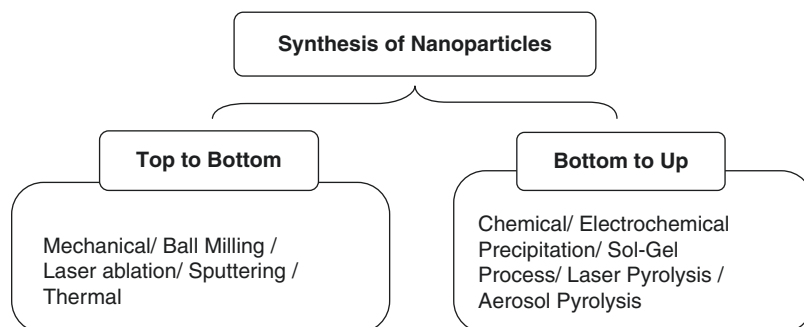 Synthesis of Nanoparticles
Top to Bottom
Mechanical/ Ball Milling /
Laser ablation/ Sputtering /
Thermal
Bottom to Up
Chemical/ Electrochemical
Precipitation/ Sol-Gel
Process/ Laser Pyrolysis /
Aerosol Pyrolysis